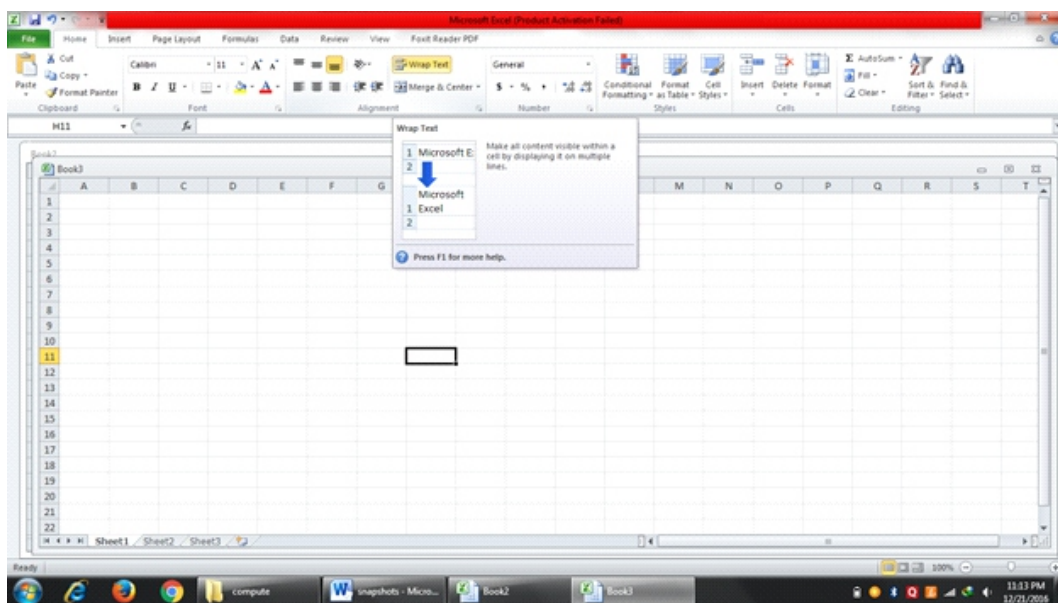 Microsoft Excel (Product Activation Failed)
File Home Insert Page Layout Formulas Data Review View Foxit Reader PDF
Cut
Copy
Format Painter
Paste
Clipboard
Calibri 11 A A
B I U A
Font
Wrap Text
Merge & Center
Alignment
General
$ % ,
Number
Conditional Formatting
Format as Table
Cell Styles
Styles
Insert Delete Format
Cells
Σ AutoSum
Fill
Clear
Sort & Filter
Find & Select
Editing
H11 fx
Wrap Text
1 Microsoft E:
2
Microsoft
1 Excel
2
Make all content visible within a
cell by displaying it on multiple
lines.
Press F1 for more help.
Book2
Book3
A B C D E F G M N O P Q R S T
1
2
3
4
5
6
7
8
9
10
11
12
13
14
15
16
17
18
19
20
21
22
Sheet1 Sheet2 Sheet3
Ready 100%
compute snapshots - Micro... Book2 Book3
11:13 PM
12/21/2016